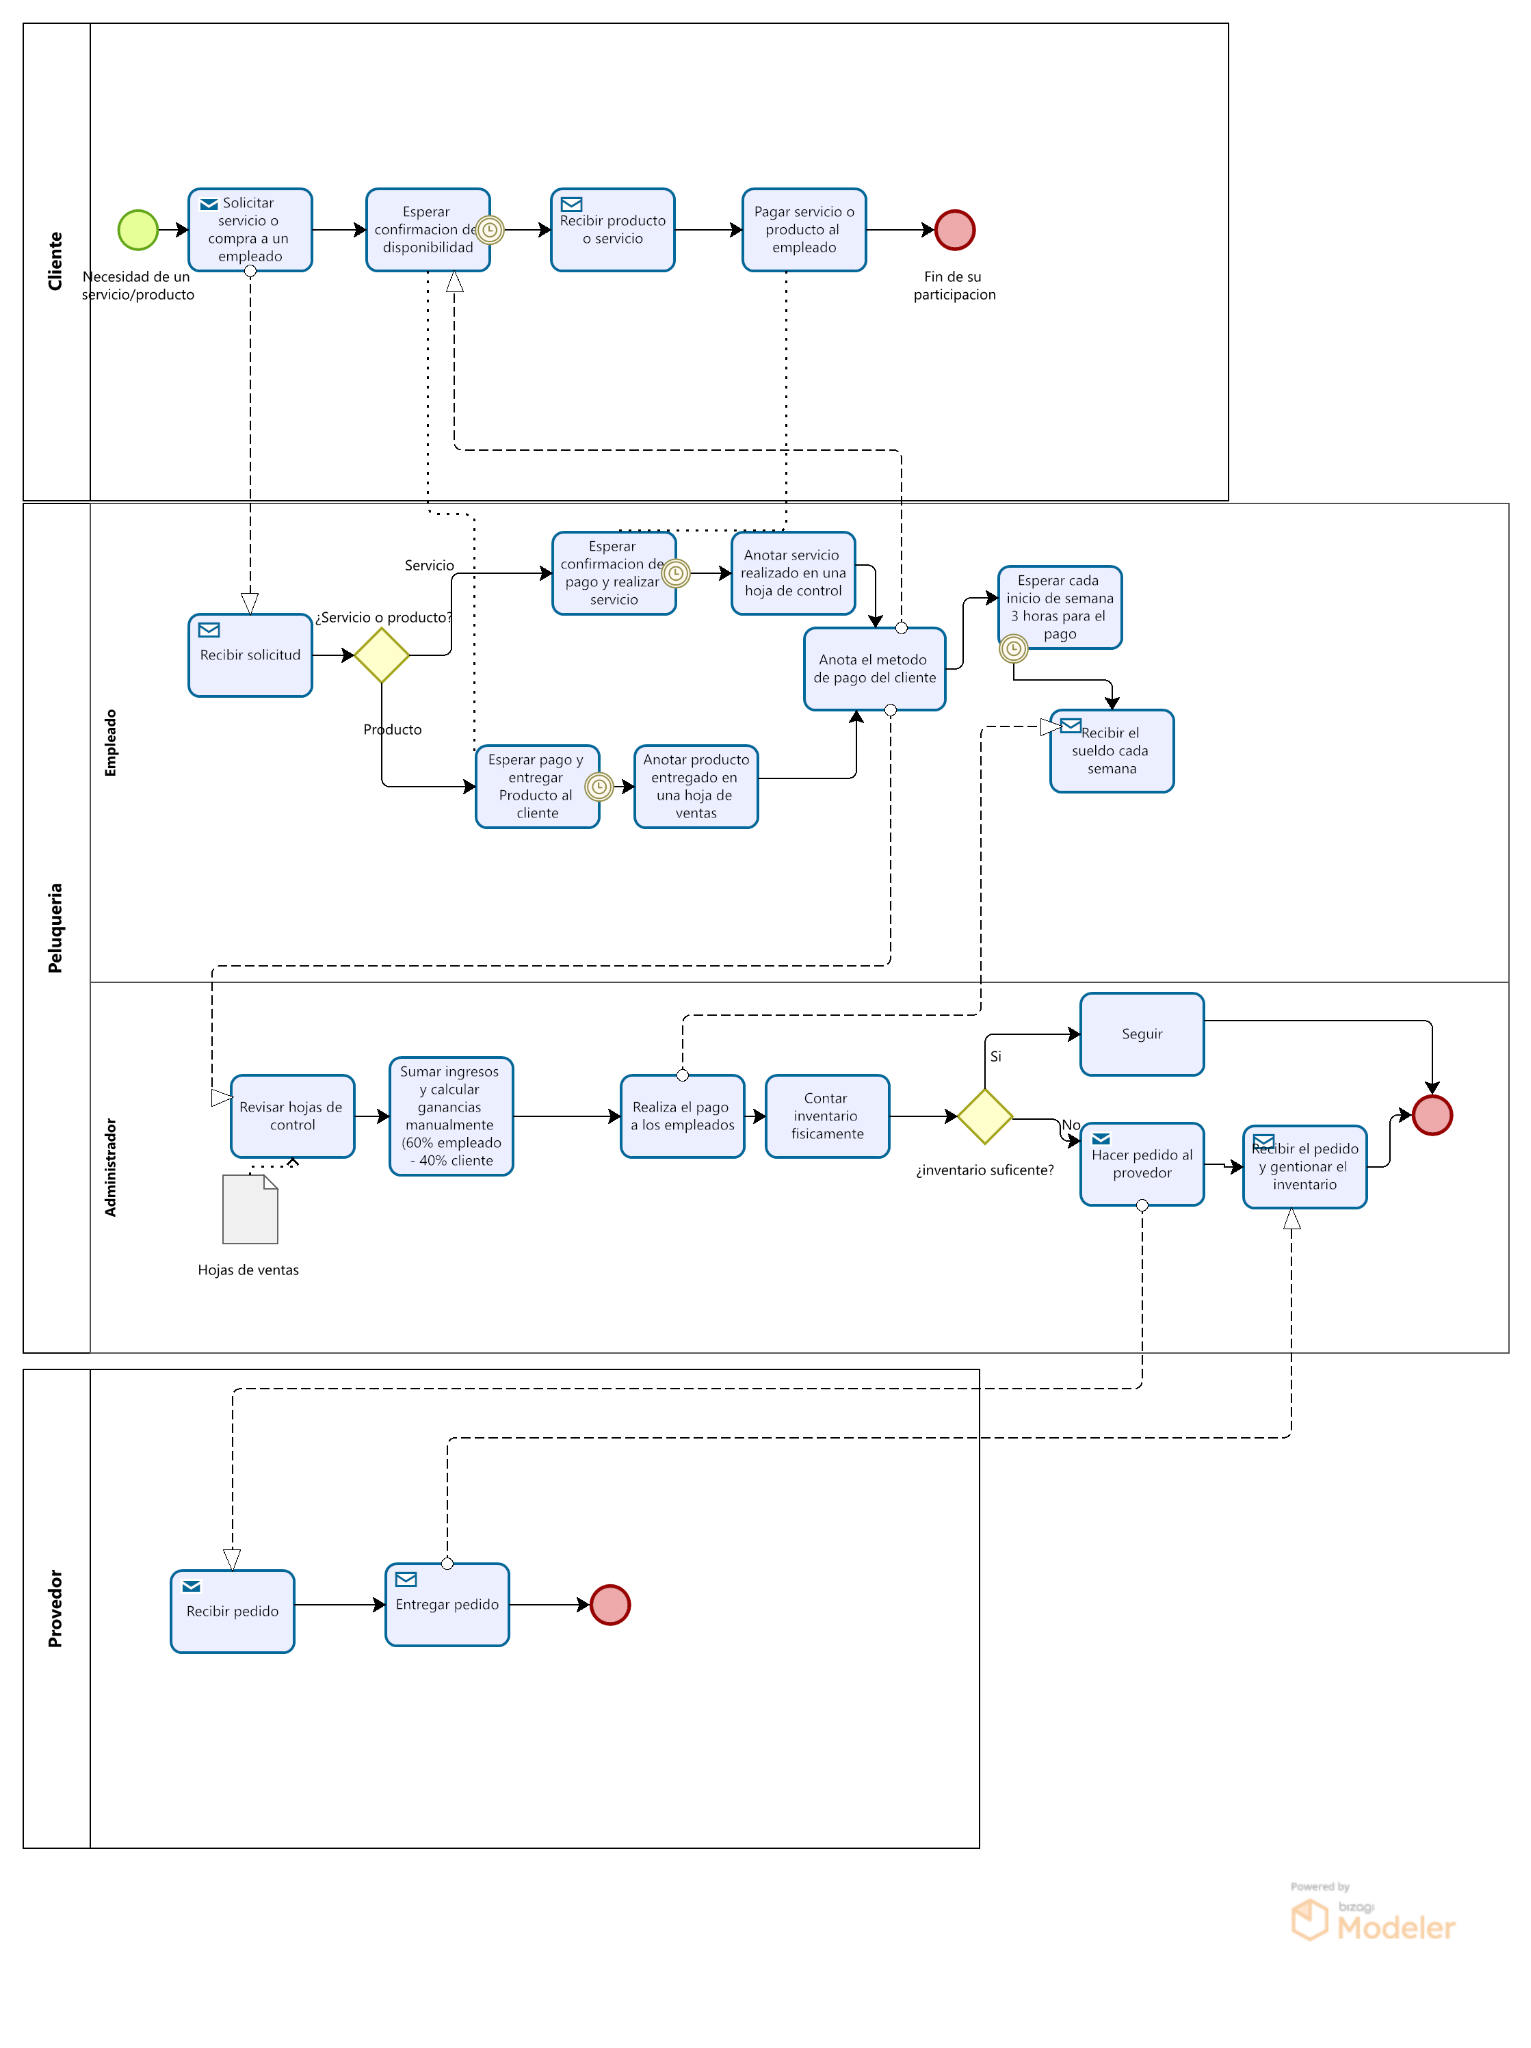 Cliente
Solicitar
servicio o
compra a un
empleado
Esperar
confirmacion de
disponibilidad
Recibir producto
o servicio
Pagar servicio o
producto al
empleado
Necesidad de un
servicio/producto
Fin de su
participacion
Peluqueria
Empleado
Recibir solicitud
¿Servicio o producto?
Servicio
Producto
Esperar
confirmacion de
pago y realizar
servicio
Anotar servicio
realizado en una
hoja de control
Esperar pago y
entregar
Producto al
cliente
Anotar producto
entregado en
una hoja de
ventas
Anota el metodo
de pago del cliente
Esperar cada
inicio de semana
3 horas para el
pago
Recibir el
sueldo cada
semana
Administrador
Revisar hojas de
control
Hojas de ventas
Sumar ingresos
y calcular
ganancias
manualmente
(60% empleado
- 40% cliente
Realiza el pago
a los empleados
Contar
inventario
fisicamente
¿inventario suficente?
Si
No
Seguir
Hacer pedido al
provedor
Recibir el pedido
y gentionar el
inventario
Provedor
Recibir pedido
Entregar pedido
Powered by
bizagi
Modeler